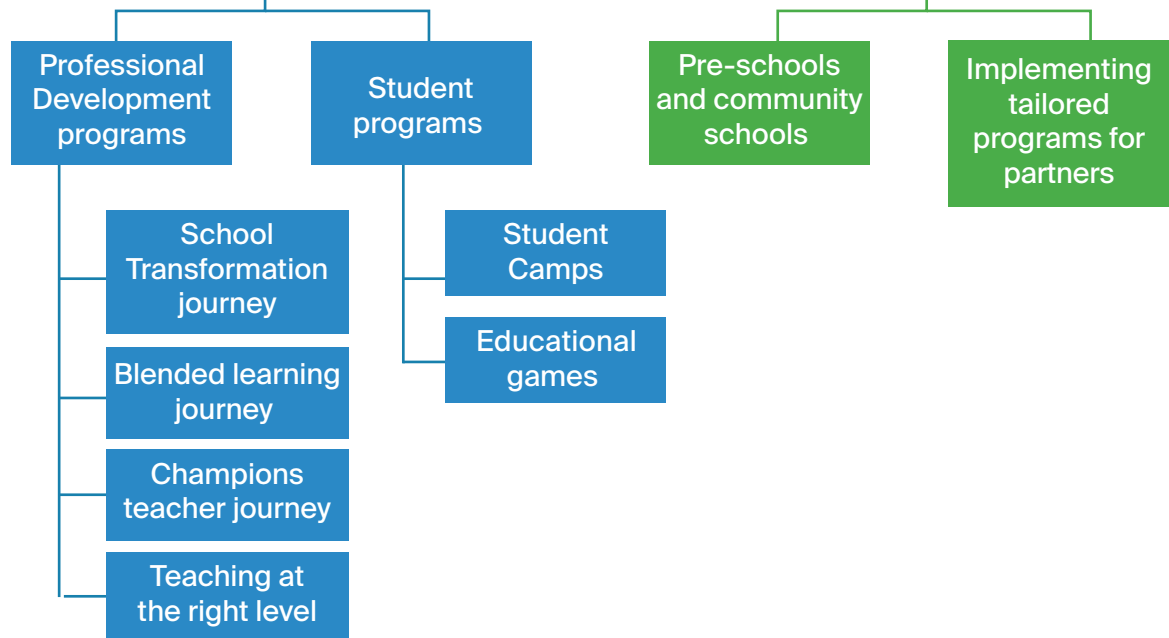 Professional
Development
programs
Student
programs
Pre-schools
and community
schools
Implementing
tailored
programs for
partners
School
Transformation
journey
Blended learning
journey
Champions
teacher journey
Teaching at
the right level
Student
Camps
Educational
games